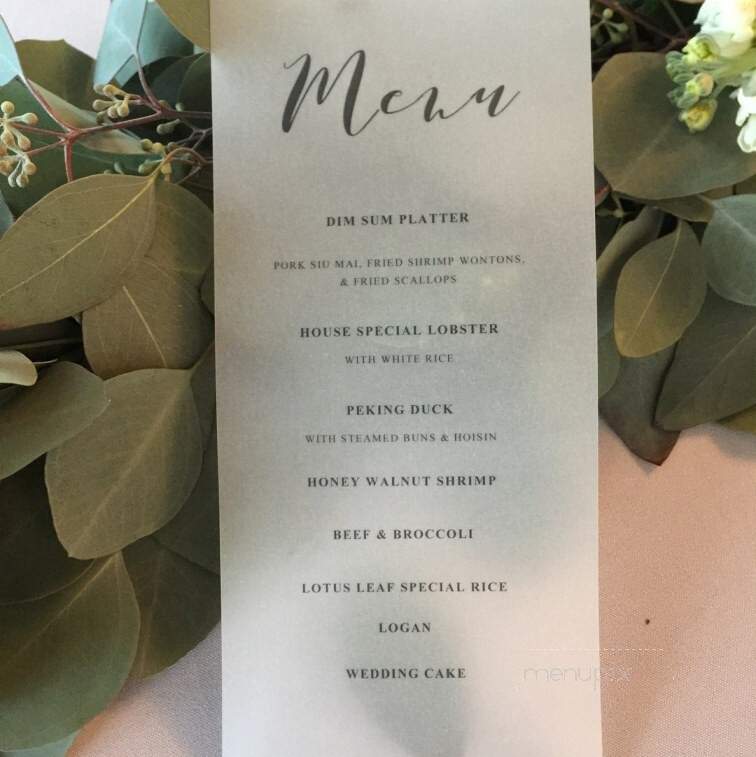 Menu
DIM SUM PLATTER
PORK SIU MAI, FRIED SHRIMP WONTONS,
& FRIED SCALLOPS
HOUSE SPECIAL LOBSTER
WITH WHITE RICE
PEKING DUCK
WITH STEAMED BUNS & HOISIN
HONEY WALNUT SHRIMP
BEEF & BROCCOLI
LOTUS LEAF SPECIAL RICE
LOGAN
WEDDING CAKE
menupix